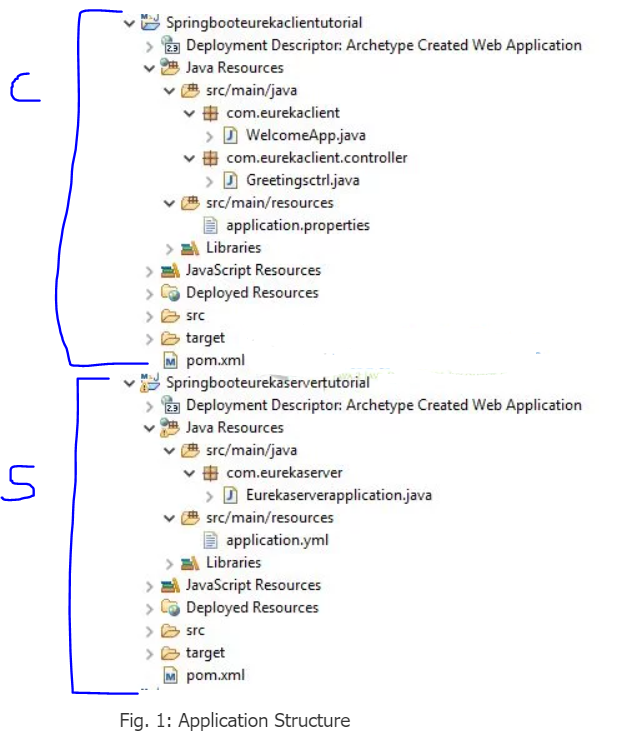 C
Springbooteurekaclientutorial
Deployment Descriptor: Archetype Created Web Application
Java Resources
src/main/java
com.eurekaclient
WelcomeApp.java
com.eurekaclient.controller
Greetingsctrl.java
src/main/resources
application.properties
Libraries
JavaScript Resources
Deployed Resources
src
target
pom.xml
S
Springbooteurekaservertutorial
Deployment Descriptor: Archetype Created Web Application
Java Resources
src/main/java
com.eurekaserver
Eurekaserverapplication.java
src/main/resources
application.yml
Libraries
JavaScript Resources
Deployed Resources
src
target
pom.xml
Fig. 1: Application Structure